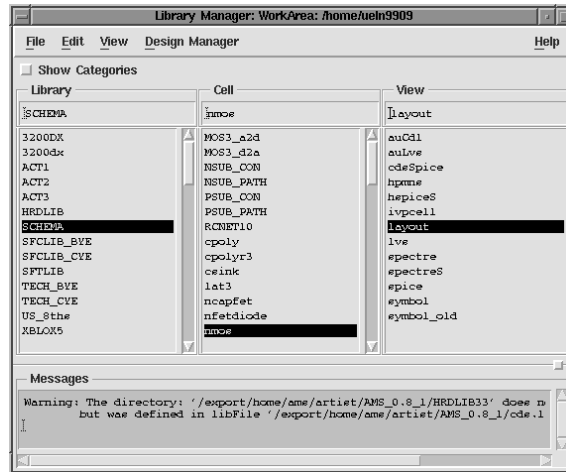 Library Manager: WorkArea: /home/ueln9909
File Edit View Design Manager Help
Show Categories
Library Cell View
SCHEMA nmos layout
3200DX MOS3_a2d auCdl
3200dx MOS3_d2a auLvs
ACT1 NSUB_CON cdsSpice
ACT2 NSUB_PATH hpmns
ACT3 PSUB_CON hspiceS
HRDLIB PSUB_PATH ivpcell
SCHEMA RCNET10 layout
SFCLIB_BYE cpoly lvs
SFCLIB_CYE cpolyr3 spectre
SFTLIB csink spectreS
TECH_BYE lat3 spice
TECH_CYE ncapfet symbol
US_8ths nfetdiode symbol_old
XBLOX5 nmos
Messages
Warning: The directory: '/export/home/ams/artist/AMS_0.8_1/HRDLIB33' does n
but was defined in libFile '/export/home/ams/artist/AMS_0.8_1/cds.l